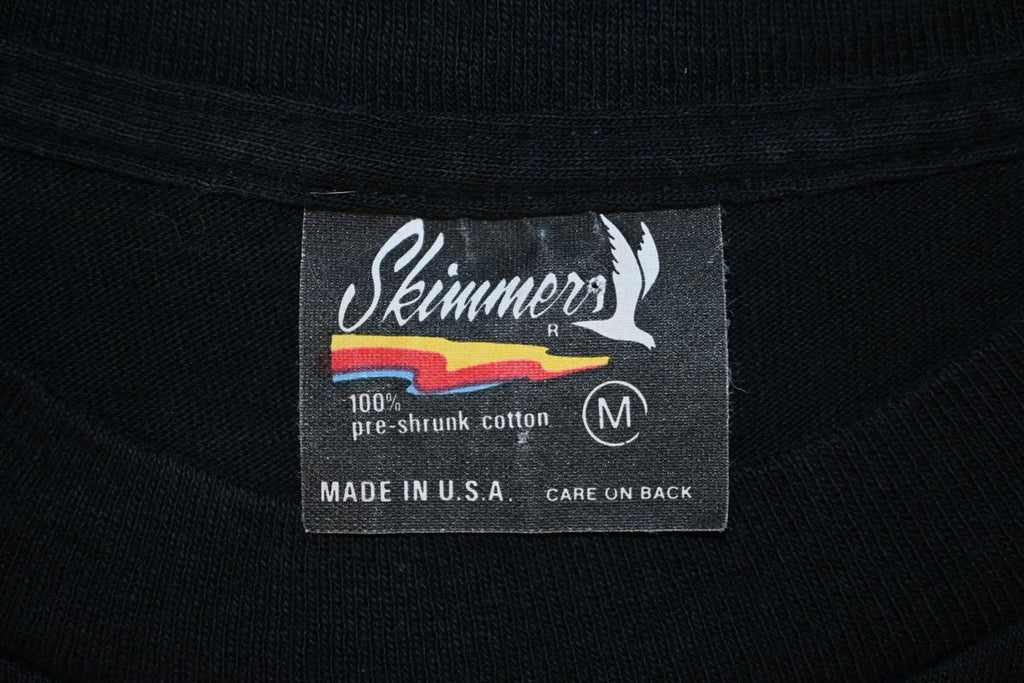 Skimmers
R
100%
pre-shrunk cotton
M
MADE IN U.S.A. CARE ON BACK